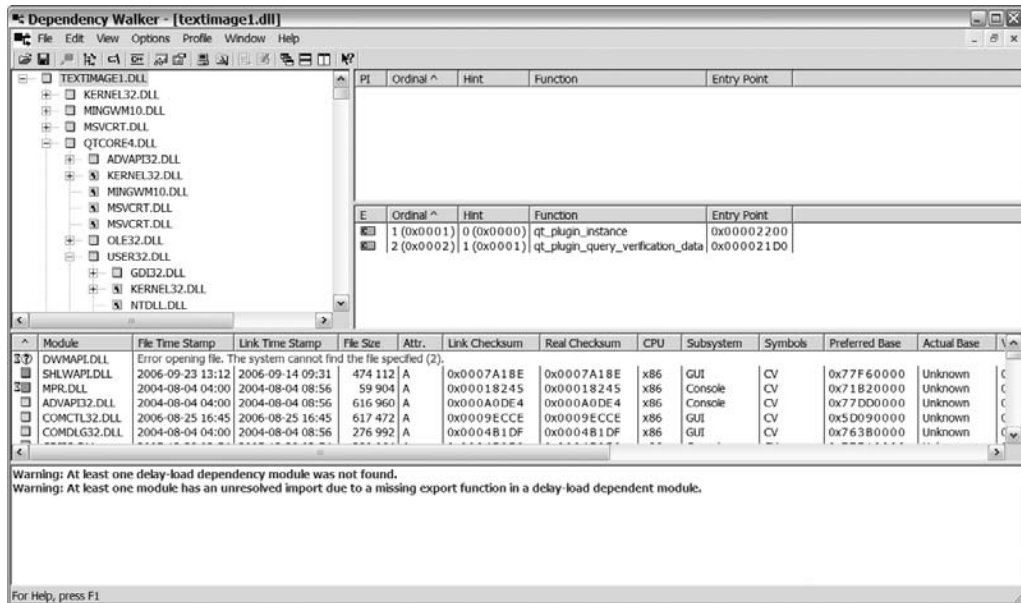 Dependency Walker - [textimage1.dll]
File Edit View Options Profile Window Help
TEXTIMAGE1.DLL
KERNEL32.DLL
MINGWM10.DLL
MSVCRT.DLL
QTCORE4.DLL
ADVAPI32.DLL
KERNEL32.DLL
MINGWM10.DLL
MSVCRT.DLL
MSVCRT.DLL
OLE32.DLL
USER32.DLL
GDI32.DLL
KERNEL32.DLL
NTDLL.DLL
PI Ordinal ^ Hint Function Entry Point
E Ordinal ^ Hint Function Entry Point
1 (0x0001) 0 (0x0000) qt_plugin_instance 0x00002200
2 (0x0002) 1 (0x0001) qt_plugin_query_verification_data 0x000021D0
^ Module File Time Stamp Link Time Stamp File Size Attr. Link Checksum Real Checksum CPU Subsystem Symbols Preferred Base Actual Base
DWMAPI.DLL Error opening file. The system cannot find the file specified (2).
SHLWAPI.DLL 2006-09-23 13:12 2006-09-14 09:31 474 112 A 0x0007A18E 0x0007A18E x86 GUI CV 0x77F60000 Unknown
MPR.DLL 2004-08-04 04:00 2004-08-04 08:56 59 904 A 0x00018245 0x00018245 x86 Console CV 0x71B20000 Unknown
ADVAPI32.DLL 2004-08-04 04:00 2004-08-04 08:56 616 960 A 0x000A0DE4 0x000A0DE4 x86 Console CV 0x77DD0000 Unknown
COMCTL32.DLL 2006-08-25 16:45 2006-08-25 16:45 617 472 A 0x0009ECCE 0x0009ECCE x86 GUI CV 0x5D090000 Unknown
COMDLG32.DLL 2004-08-04 04:00 2004-08-04 08:56 276 992 A 0x0004B1DF 0x0004B1DF x86 GUI CV 0x763B0000 Unknown
Warning: At least one delay-load dependency module was not found.
Warning: At least one module has an unresolved import due to a missing export function in a delay-load dependent module.
For Help, press F1